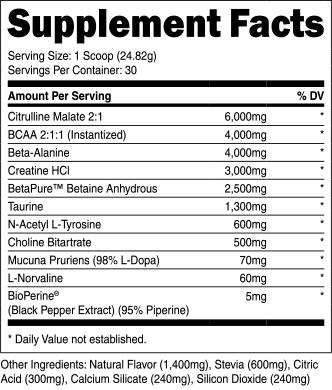 Supplement Facts
Serving Size: 1 Scoop (24.82g)
Servings Per Container: 30
Amount Per Serving % DV
Citrulline Malate 2:1 6,000mg *
BCAA 2:1:1 (Instantized) 4,000mg *
Beta-Alanine 4,000mg *
Creatine HCl 3,000mg *
BetaPure™ Betaine Anhydrous 2,500mg *
Taurine 1,300mg *
N-Acetyl L-Tyrosine 600mg *
Choline Bitartrate 500mg *
Mucuna Pruriens (98% L-Dopa) 70mg *
L-Norvaline 60mg *
BioPerine® 5mg *
(Black Pepper Extract) (95% Piperine)
* Daily Value not established.
Other Ingredients: Natural Flavor (1,400mg), Stevia (600mg), Citric
Acid (300mg), Calcium Silicate (240mg), Silicon Dioxide (240mg)